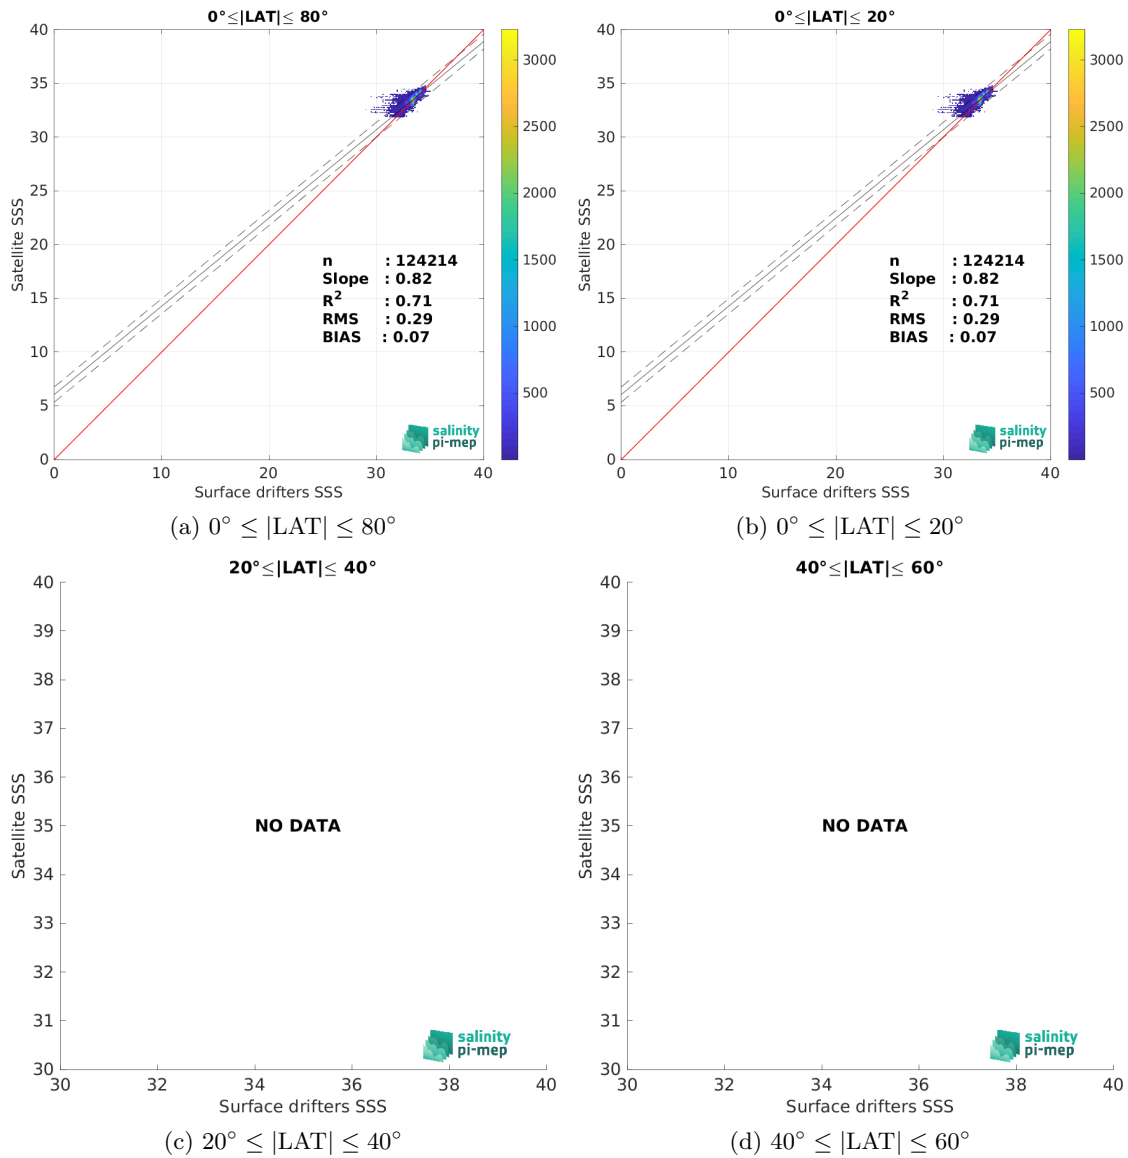 0°≤|LAT|≤ 80°
40
35
30
25
20
15
10
5
0
Satellite SSS
n : 124214
Slope : 0.82
R² : 0.71
RMS : 0.29
BIAS : 0.07
salinity
pi-mep
0 10 20 30 40
Surface drifters SSS
3000
2500
2000
1500
1000
500
(a) 0° ≤ |LAT| ≤ 80°
0°≤|LAT|≤ 20°
40
35
30
25
20
15
10
5
0
Satellite SSS
n : 124214
Slope : 0.82
R² : 0.71
RMS : 0.29
BIAS : 0.07
salinity
pi-mep
0 10 20 30 40
Surface drifters SSS
3000
2500
2000
1500
1000
500
(b) 0° ≤ |LAT| ≤ 20°
20°≤|LAT|≤ 40°
40
39
38
37
36
35
34
33
32
31
30
Satellite SSS
NO DATA
salinity
pi-mep
30 32 34 36 38 40
Surface drifters SSS
(c) 20° ≤ |LAT| ≤ 40°
40°≤|LAT|≤ 60°
40
39
38
37
36
35
34
33
32
31
30
Satellite SSS
NO DATA
salinity
pi-mep
30 32 34 36 38 40
Surface drifters SSS
(d) 40° ≤ |LAT| ≤ 60°